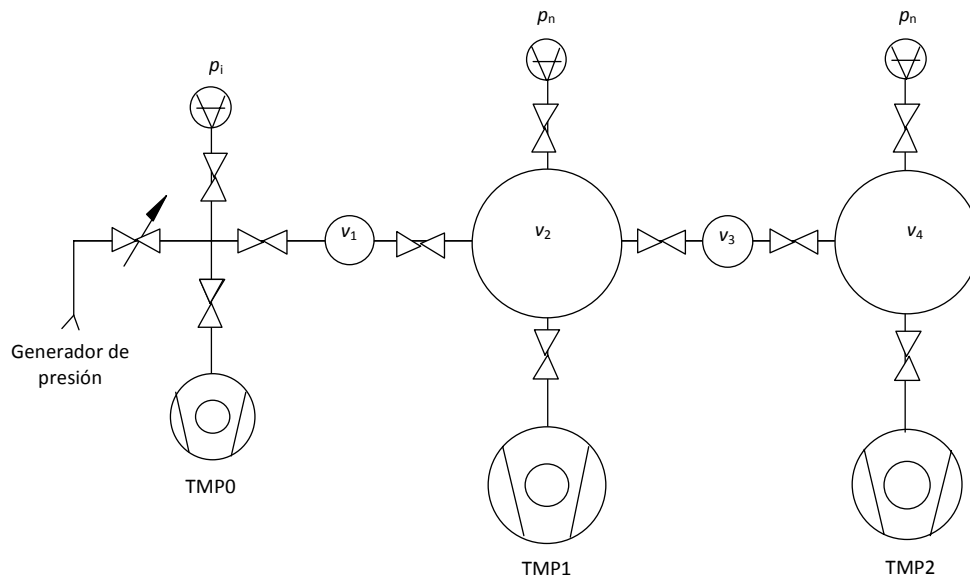 pn
pn
pi
v1
v2
v3
v4
Generador de
presión
TMP0
TMP1
TMP2